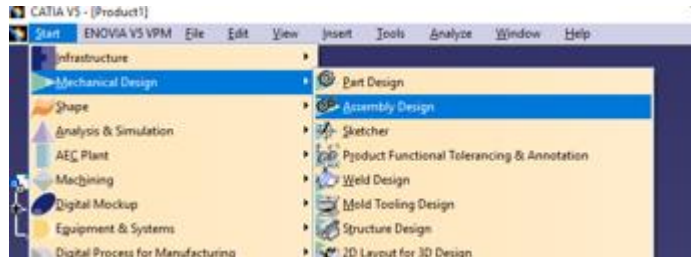 CATIA V5 - [Product1]
Start ENOVIA V5 VPM File Edit View Insert Tools Analyze Window Help
Infrastructure
Mechanical Design
Shape
Analysis & Simulation
AEC Plant
Machining
Digital Mockup
Equipment & Systems
Digital Process for Manufacturing
Part Design
Assembly Design
Sketcher
Product Functional Tolerancing & Annotation
Weld Design
Mold Tooling Design
Structure Design
2D Layout for 3D Design